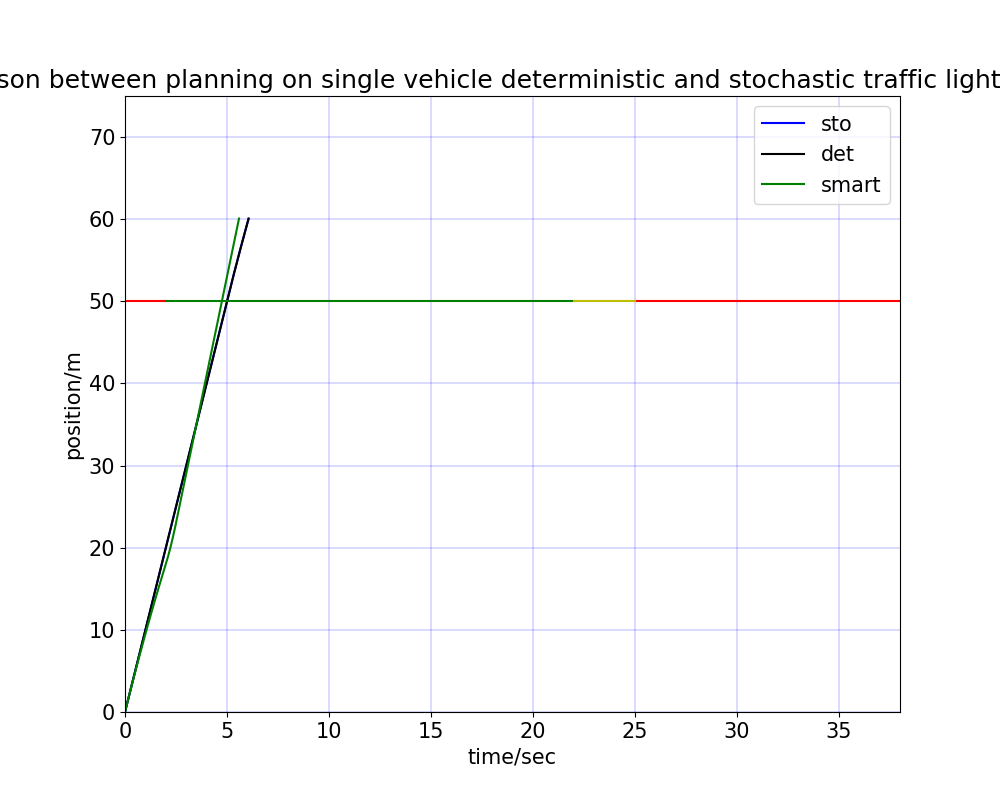 son between planning on single vehicle deterministic and stochastic traffic light
70
60
50
40
30
20
10
0
position/m
sto
det
smart
0 5 10 15 20 25 30 35
time/sec